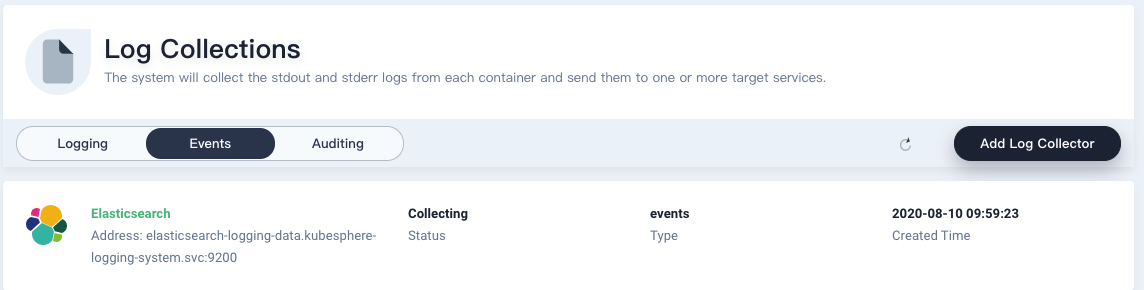 Log Collections
The system will collect the stdout and stderr logs from each container and send them to one or more target services.
Logging Events Auditing Add Log Collector
Elasticsearch Collecting events 2020-08-10 09:59:23
Address: elasticsearch-logging-data.kubesphere- Status Type Created Time
logging-system.svc:9200